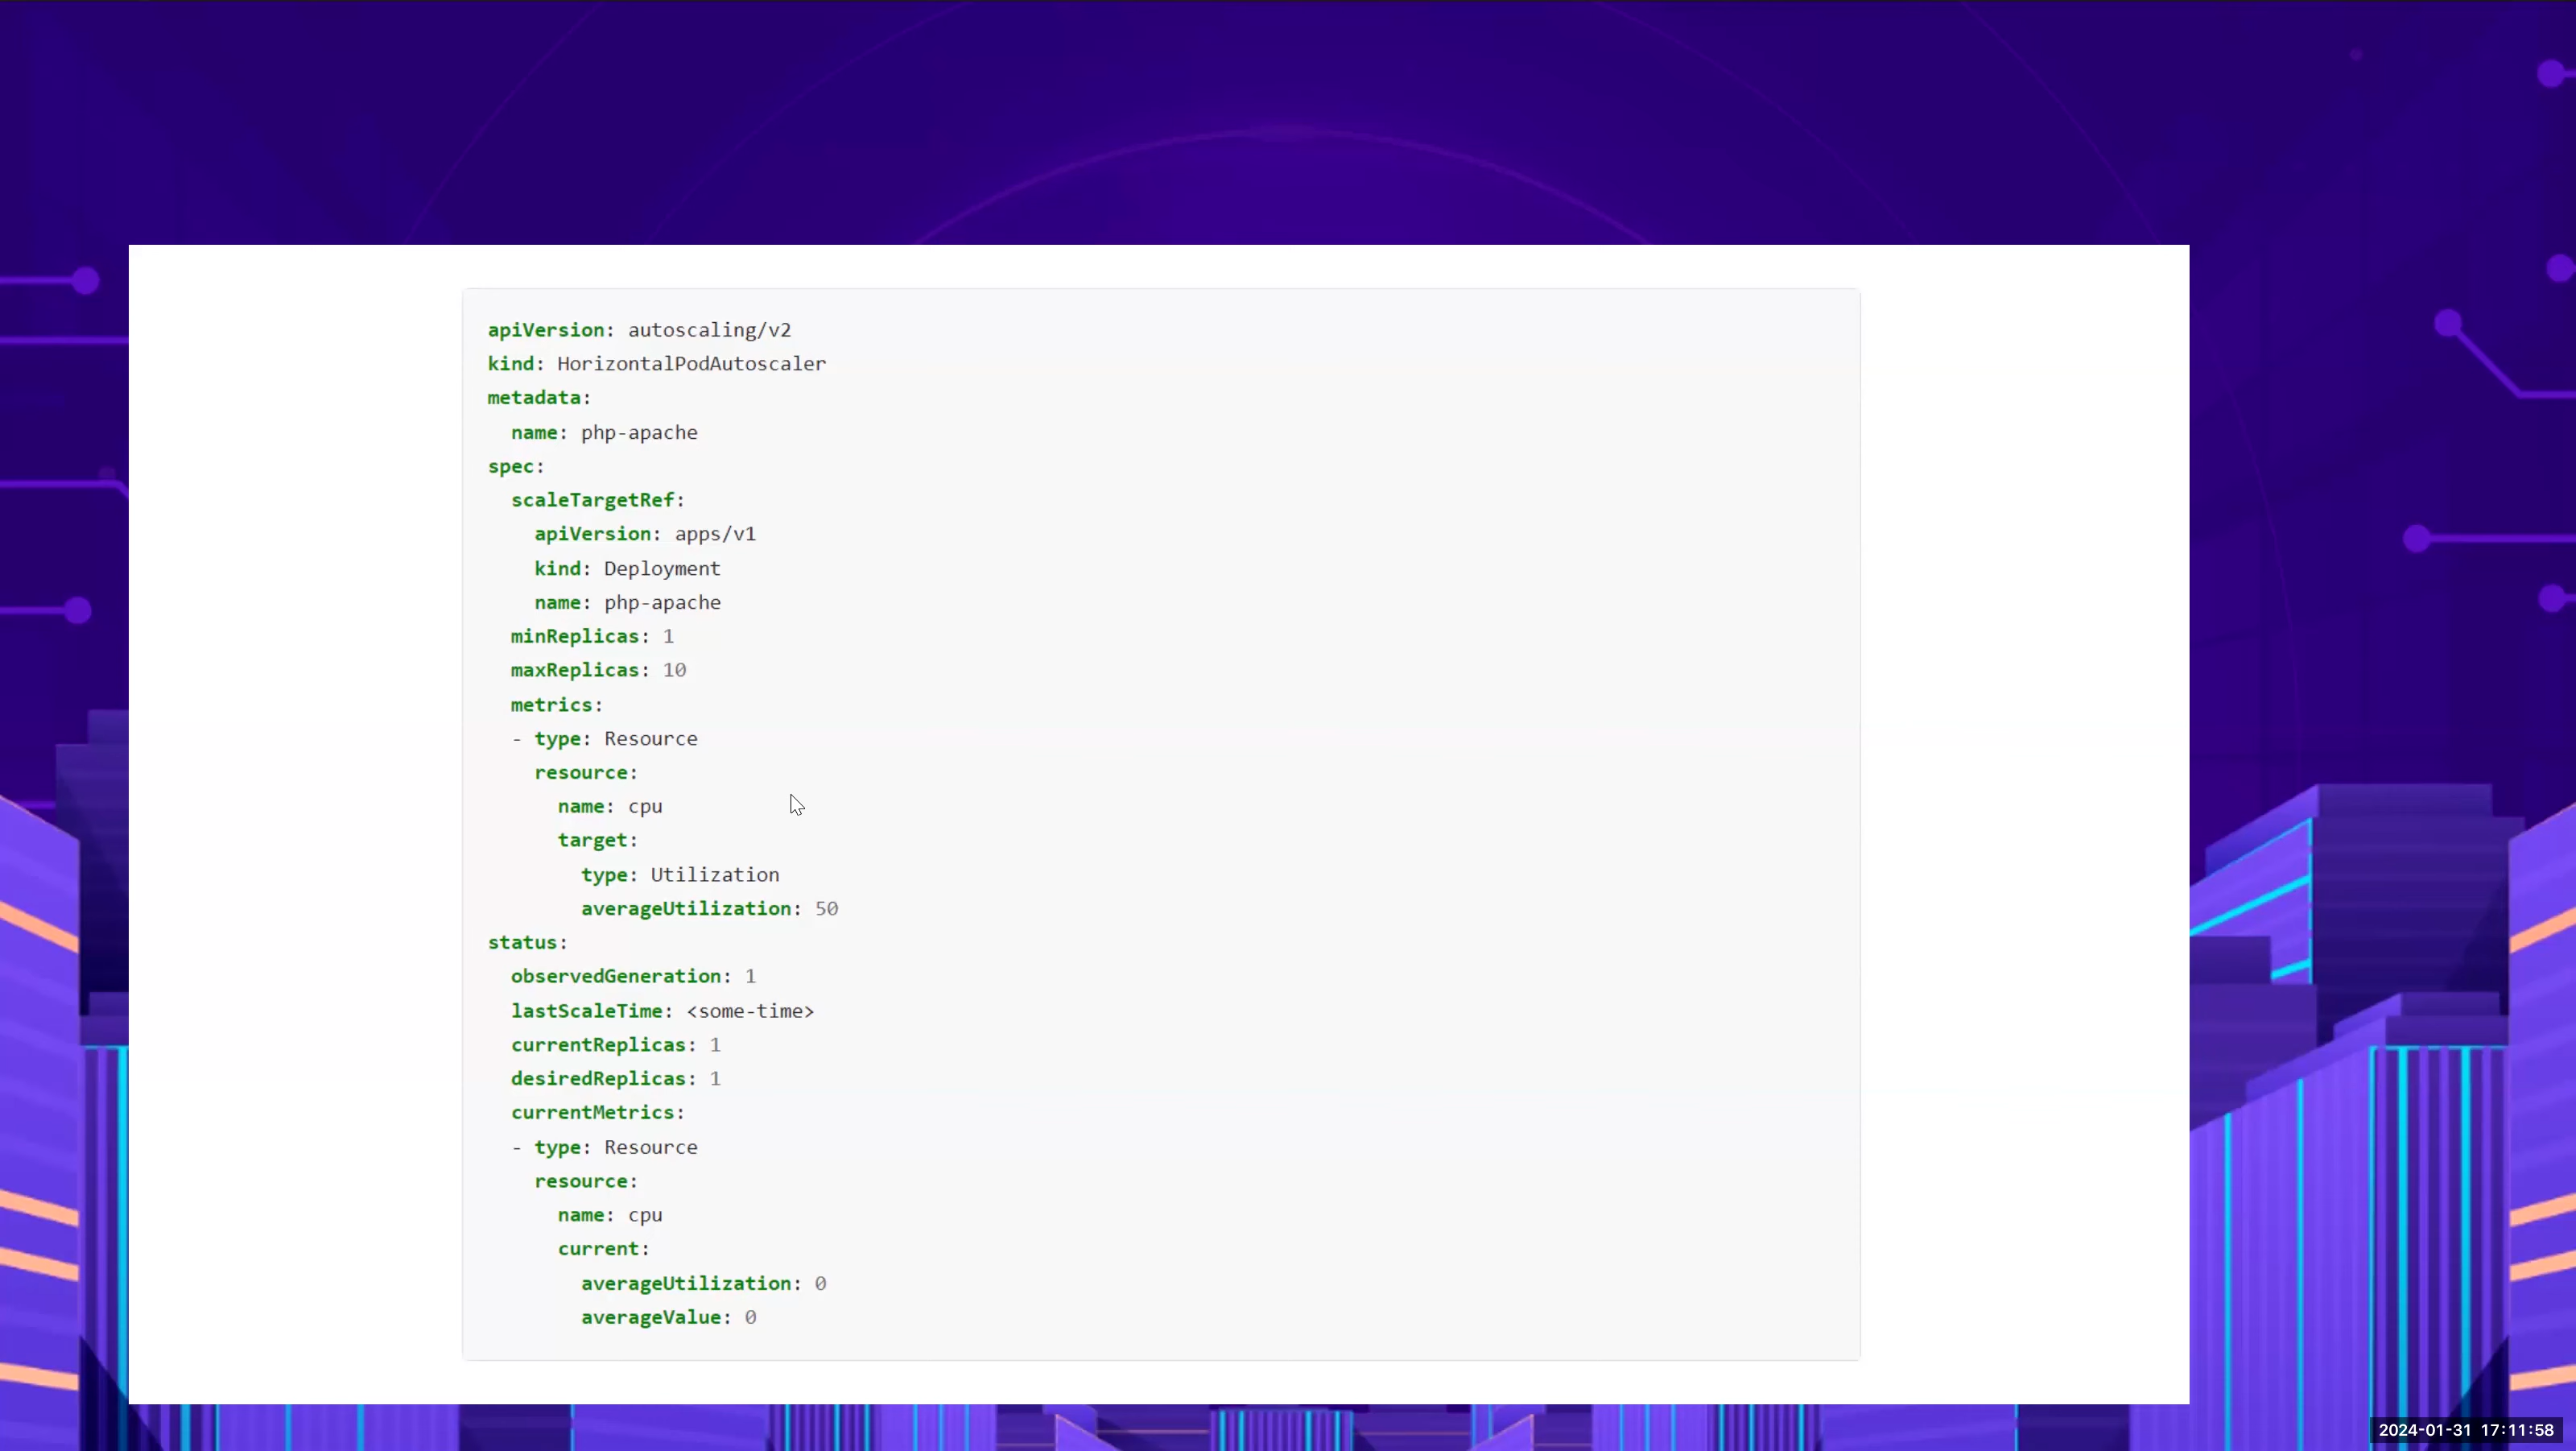 apiVersion: autoscaling/v2
kind: HorizontalPodAutoscaler
metadata:
  name: php-apache
spec:
  scaleTargetRef:
    apiVersion: apps/v1
    kind: Deployment
    name: php-apache
  minReplicas: 1
  maxReplicas: 10
  metrics:
  - type: Resource
    resource:
      name: cpu
      target:
        type: Utilization
        averageUtilization: 50
status:
  observedGeneration: 1
  lastScaleTime: <some-time>
  currentReplicas: 1
  desiredReplicas: 1
  currentMetrics:
  - type: Resource
    resource:
      name: cpu
      current:
        averageUtilization: 0
        averageValue: 0
2024-01-31 17:11:58